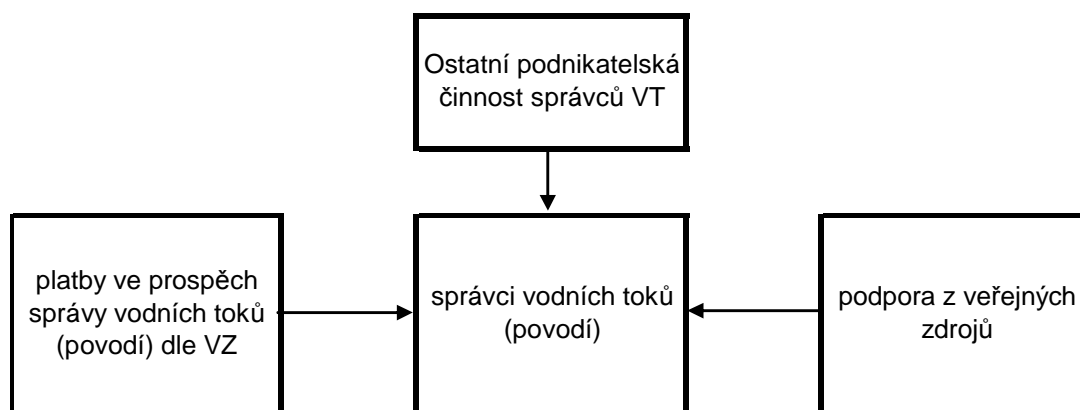 Ostatní podnikatelská
činnost správců VT
platby ve prospěch
správy vodních toků
(povodí) dle VZ
správci vodních toků
(povodí)
podpora z veřejných
zdrojů